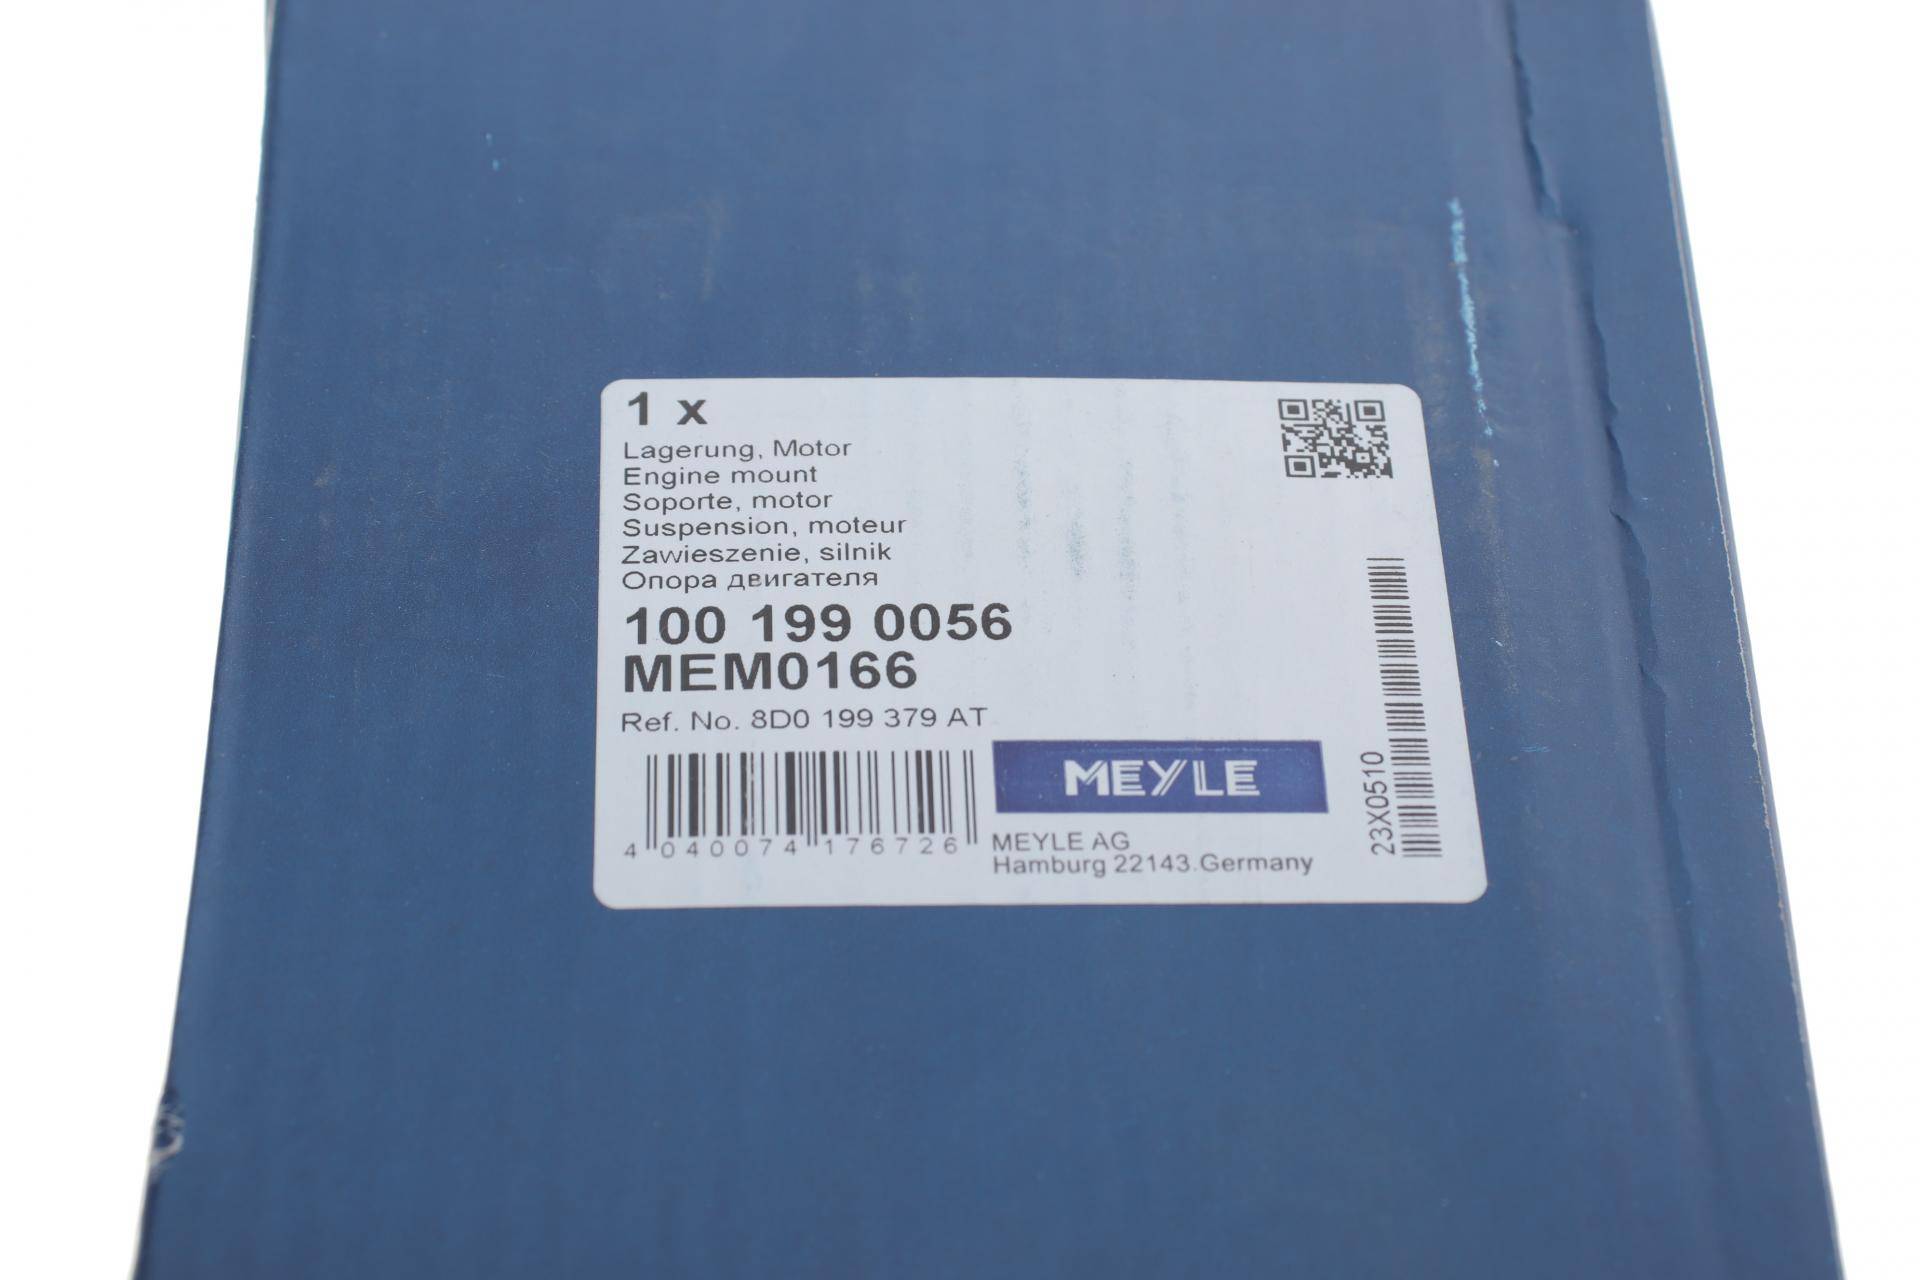 1 x
Lagerung, Motor
Engine mount
Soporte, motor
Suspension, moteur
Zawieszenie, silnik
Опора двигателя
100 199 0056
MEM0166
Ref. No. 8D0 199 379 AT
4 040074 176726
MEYLE
MEYLE AG
Hamburg 22143.Germany
23X0510